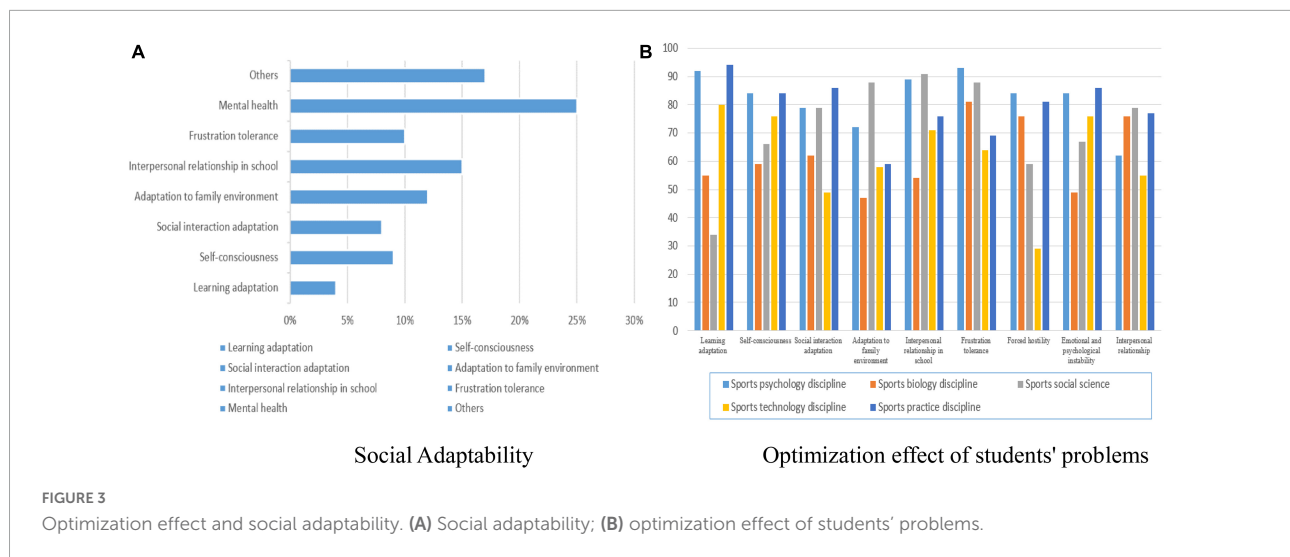 A
Others
Mental health
Frustration tolerance
Interpersonal relationship in school
Adaptation to family environment
Social interaction adaptation
Self-consciousness
Learning adaptation
0% 5% 10% 15% 20% 25% 30%
Learning adaptation Self-consciousness
Social interaction adaptation Adaptation to family environment
Interpersonal relationship in school Frustration tolerance
Mental health Others
Social Adaptability
B
100
90
80
70
60
50
40
30
20
10
0
Learning
adaptation
Self-consciousness
Social interaction
adaptation
Adaptation to
family
environment
Interpersonal
relationship in
school
Frustration
tolerance
Forced hostility
Emotional and
psychological
instability
Interpersonal
relationship
Sports psychology discipline Sports biology discipline Sports social science
Sports technology discipline Sports practice discipline
Optimization effect of students' problems
FIGURE 3
Optimization effect and social adaptability. (A) Social adaptability; (B) optimization effect of students’ problems.